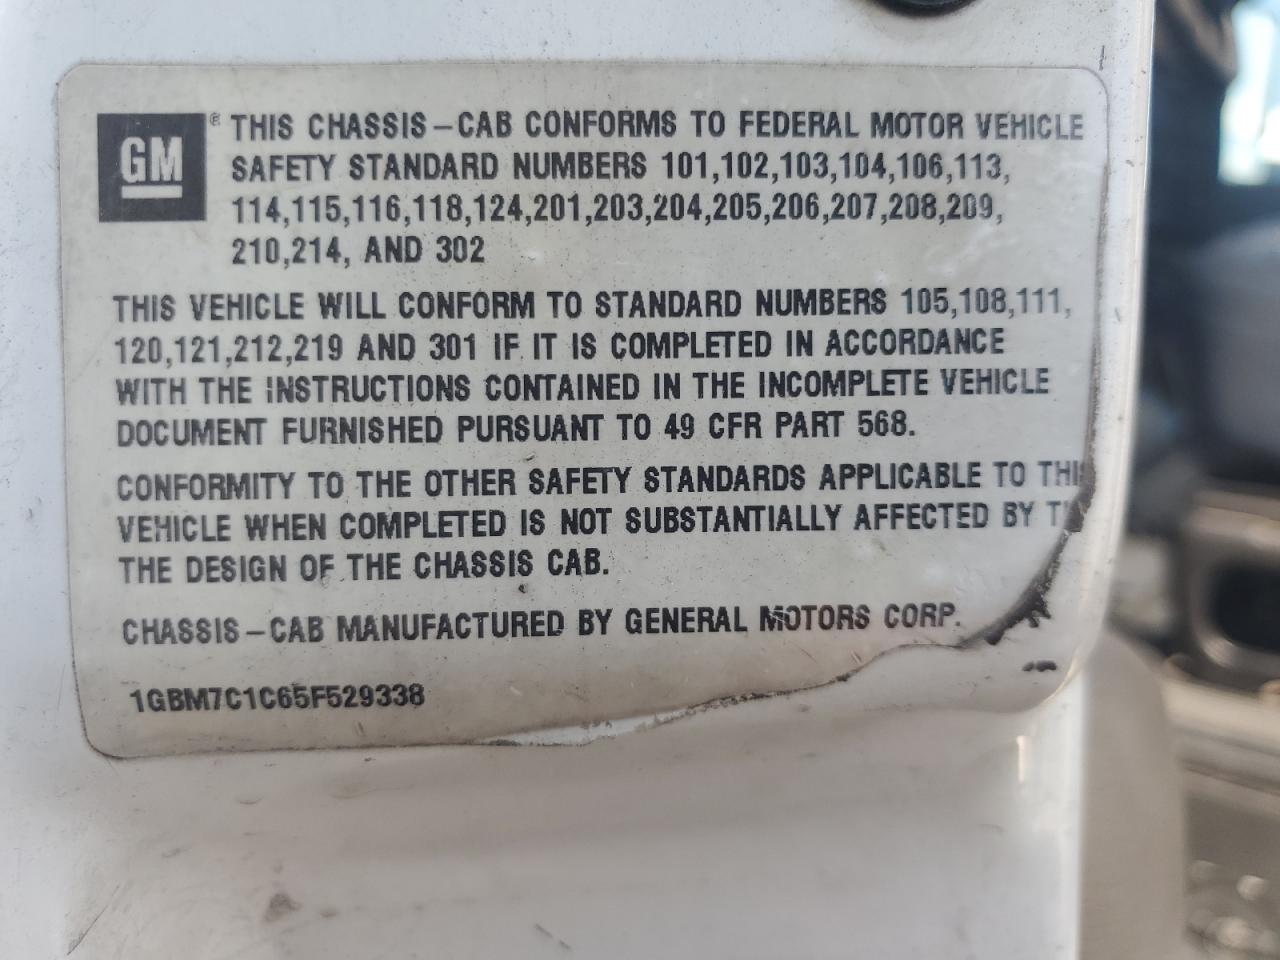 GM ® THIS CHASSIS-CAB CONFORMS TO FEDERAL MOTOR VEHICLE
SAFETY STANDARD NUMBERS 101,102,103,104,106,113,
114,115,116,118,124,201,203,204,205,206,207,208,209,
210,214, AND 302
THIS VEHICLE WILL CONFORM TO STANDARD NUMBERS 105,108,111,
120,121,212,219 AND 301 IF IT IS COMPLETED IN ACCORDANCE
WITH THE INSTRUCTIONS CONTAINED IN THE INCOMPLETE VEHICLE
DOCUMENT FURNISHED PURSUANT TO 49 CFR PART 568.
CONFORMITY TO THE OTHER SAFETY STANDARDS APPLICABLE TO THIS
VEHICLE WHEN COMPLETED IS NOT SUBSTANTIALLY AFFECTED BY
THE DESIGN OF THE CHASSIS CAB.
CHASSIS-CAB MANUFACTURED BY GENERAL MOTORS CORP.
1GBM7C1C65F529338